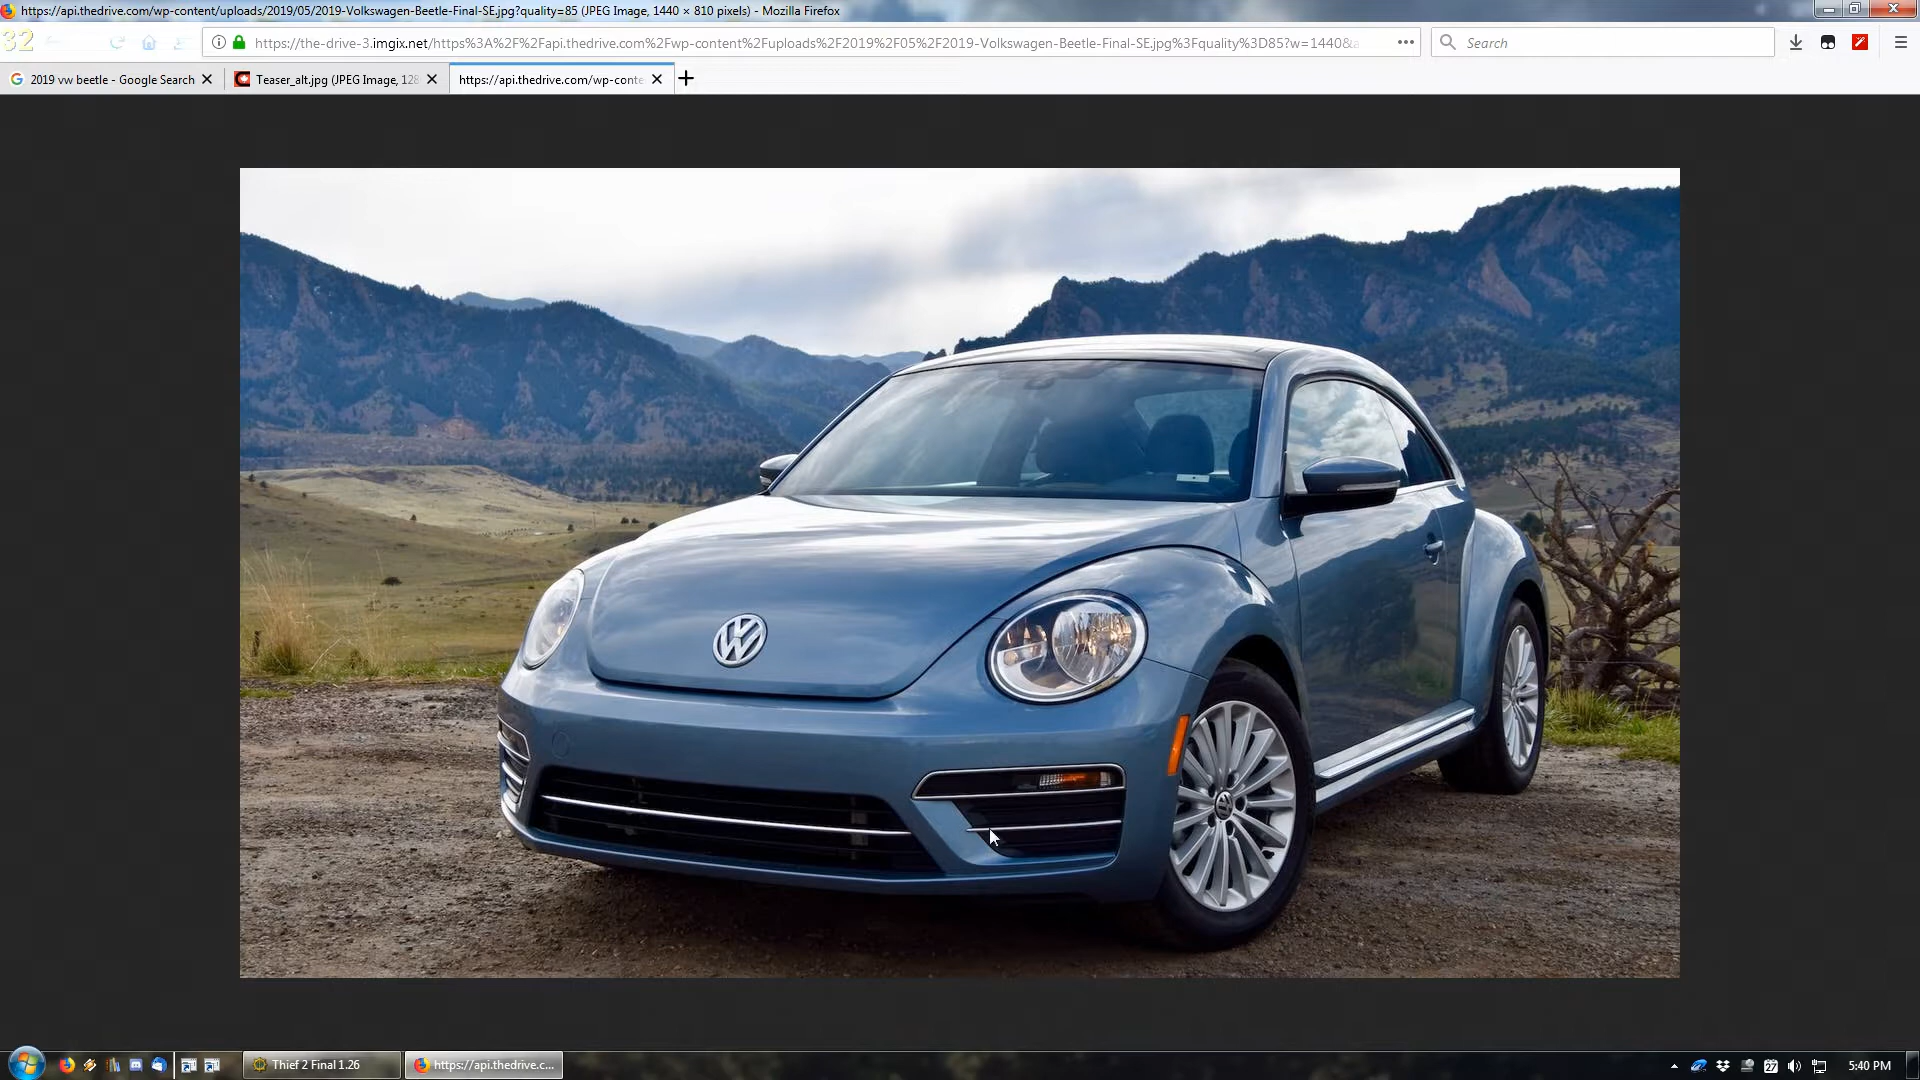 https://api.thedrive.com/wp-content/uploads/2019/05/2019-Volkswagen-Beetle-Final-SE.jpg?quality=85 (JPEG Image, 1440 × 810 pixels) - Mozilla Firefox
32
https://the-drive-3.imgix.net/https%3A%2F%2Fapi.thedrive.com%2Fwp-content%2Fuploads%2F2019%2F05%2F2019-Volkswagen-Beetle-Final-SE.jpg%3Fquality%3D85?w=1440&a
Search
2019 vw beetle - Google Search
Teaser_alt.jpg (JPEG Image, 128
https://api.thedrive.com/wp-conte
VW
Thief 2 Final 1.26
https://api.thedrive.c...
27
5:40 PM